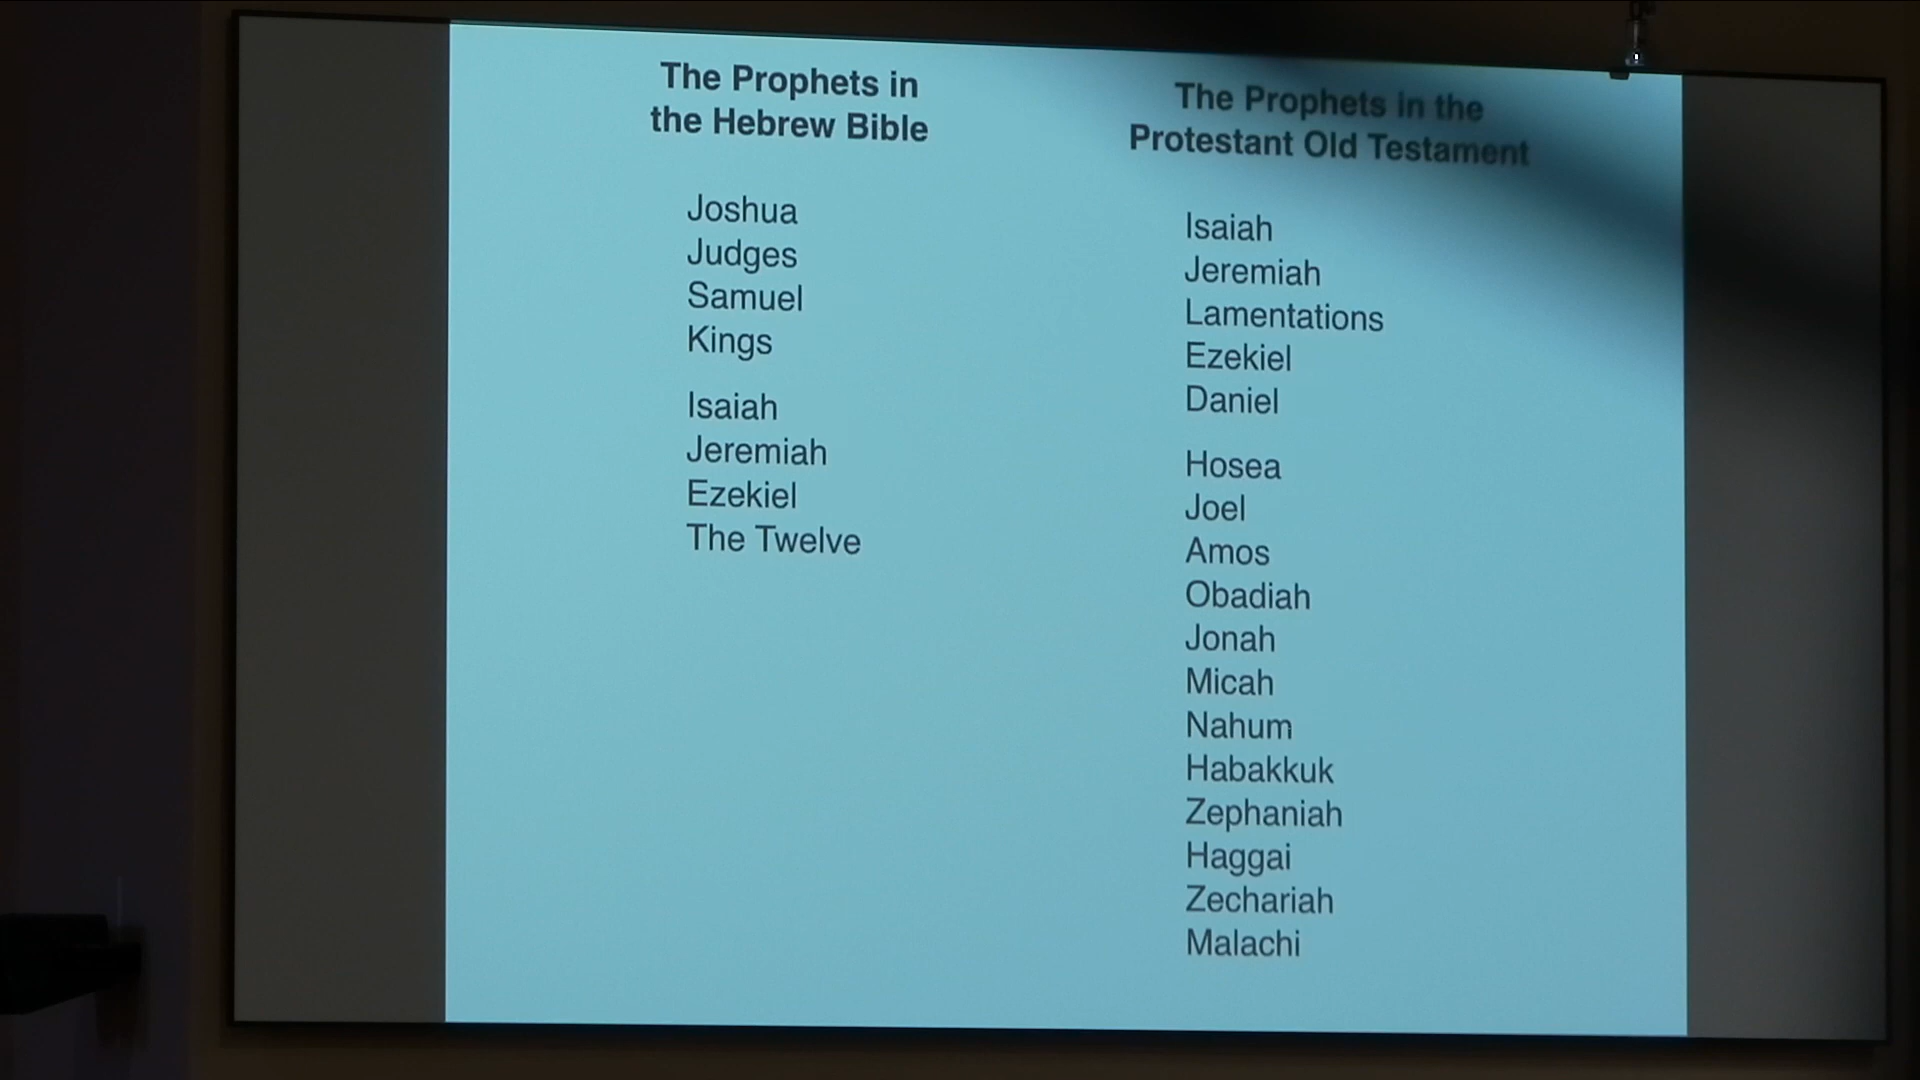 The Prophets in
the Hebrew Bible
Joshua
Judges
Samuel
Kings
Isaiah
Jeremiah
Ezekiel
The Twelve
The Prophets in the
Protestant Old Testament
Isaiah
Jeremiah
Lamentations
Ezekiel
Daniel
Hosea
Joel
Amos
Obadiah
Jonah
Micah
Nahum
Habakkuk
Zephaniah
Haggai
Zechariah
Malachi